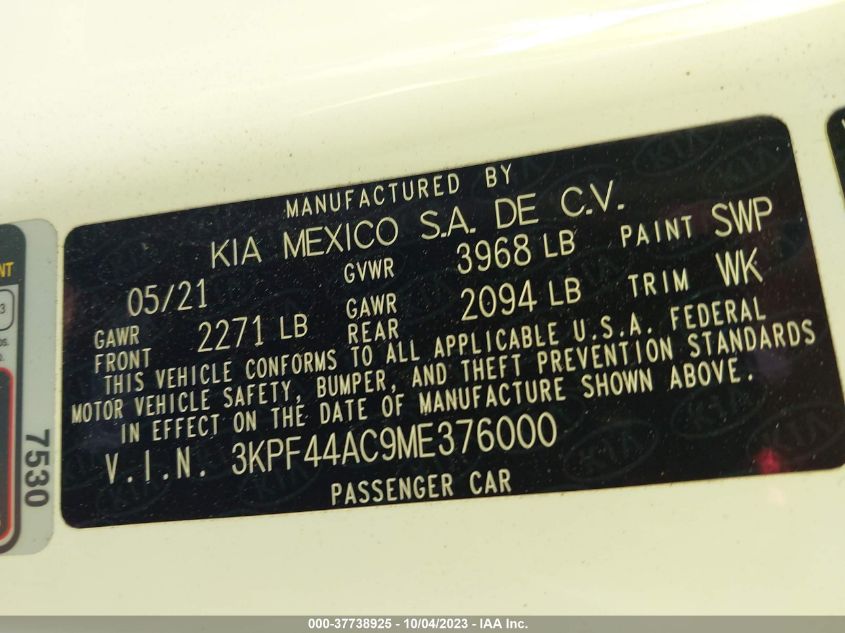 MANUFACTURED BY
KIA MEXICO S.A. DE C.V.
05/21 GVWR 3968 LB PAINT SWP
GAWR FRONT 2271 LB GAWR REAR 2094 LB TRIM WK
THIS VEHICLE CONFORMS TO ALL APPLICABLE U.S.A. FEDERAL
MOTOR VEHICLE SAFETY, BUMPER, AND THEFT PREVENTION STANDARDS
IN EFFECT ON THE DATE OF MANUFACTURE SHOWN ABOVE.
V.I.N. 3KPF44AC9ME376000
PASSENGER CAR
7530
000-37738925 - 10/04/2023 - IAA Inc.